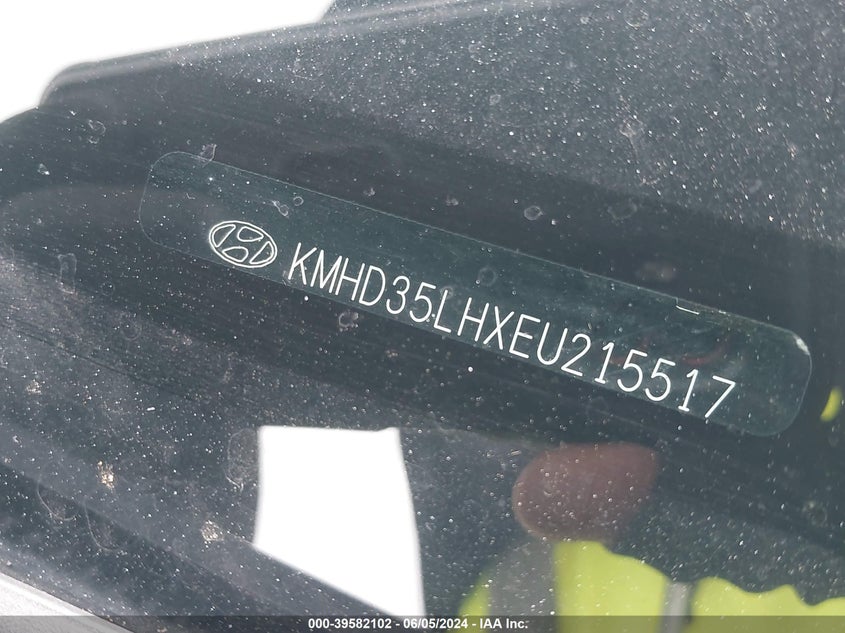 KMHD35LHXEU215517
000-39582102 - 06/05/2024 - IAA Inc.